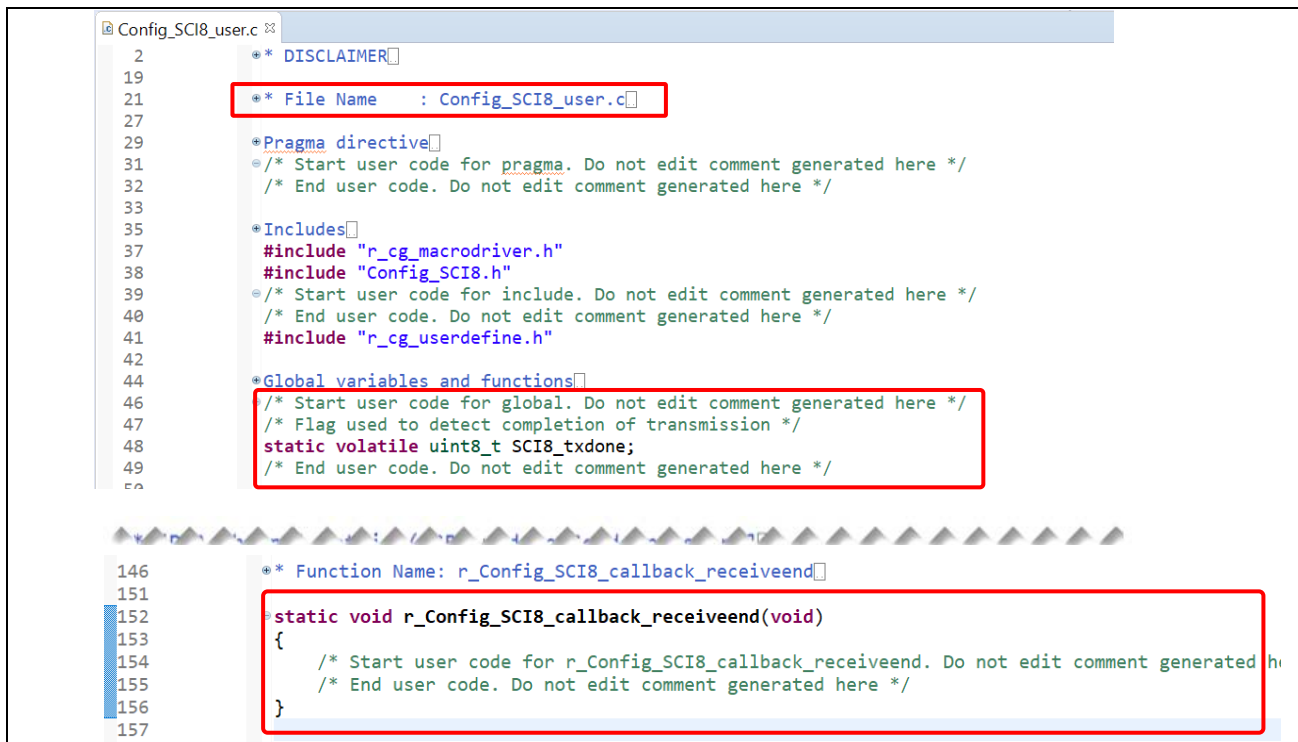 Config_SCI8_user.c
2 * DISCLAIMER
19
21 * File Name : Config_SCI8_user.c
27
29 Pragma directive
31 /* Start user code for pragma. Do not edit comment generated here */
32 /* End user code. Do not edit comment generated here */
33
35 Includes
37 #include "r_cg_macrodriver.h"
38 #include "Config_SCI8.h"
39 /* Start user code for include. Do not edit comment generated here */
40 /* End user code. Do not edit comment generated here */
41 #include "r_cg_userdefine.h"
42
44 Global variables and functions
46 /* Start user code for global. Do not edit comment generated here */
47 /* Flag used to detect completion of transmission */
48 static volatile uint8_t SCI8_txdone;
49 /* End user code. Do not edit comment generated here */
146 * Function Name: r_Config_SCI8_callback_receiveend
151
152 static void r_Config_SCI8_callback_receiveend(void)
153 {
154 /* Start user code for r_Config_SCI8_callback_receiveend. Do not edit comment generated
155 /* End user code. Do not edit comment generated here */
156 }
157